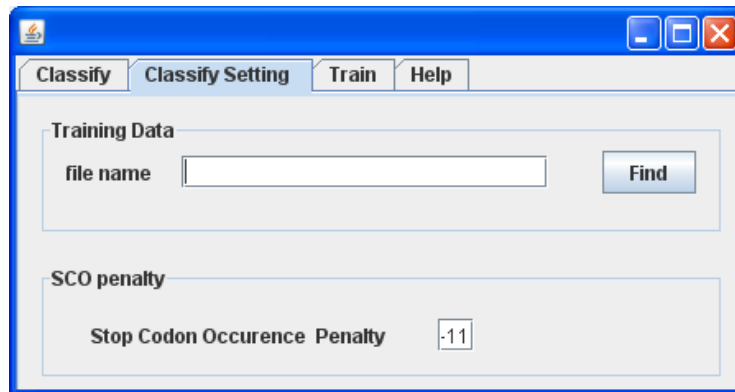 Classify Classify Setting Train Help
Training Data
file name Find
SCO penalty
Stop Codon Occurence Penalty -11